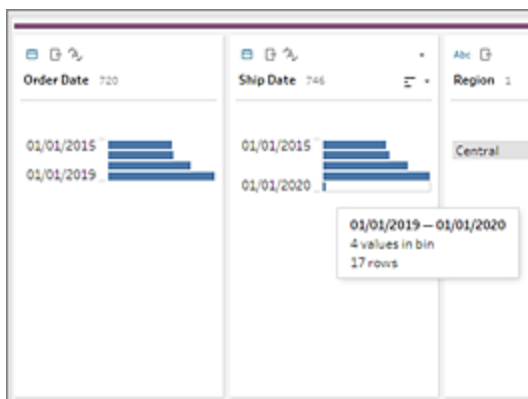 Order Date 720
01/01/2015
01/01/2019
Ship Date 746
01/01/2015
01/01/2020
01/01/2019 — 01/01/2020
4 values in bin
17 rows
Abc
Region 1
Central